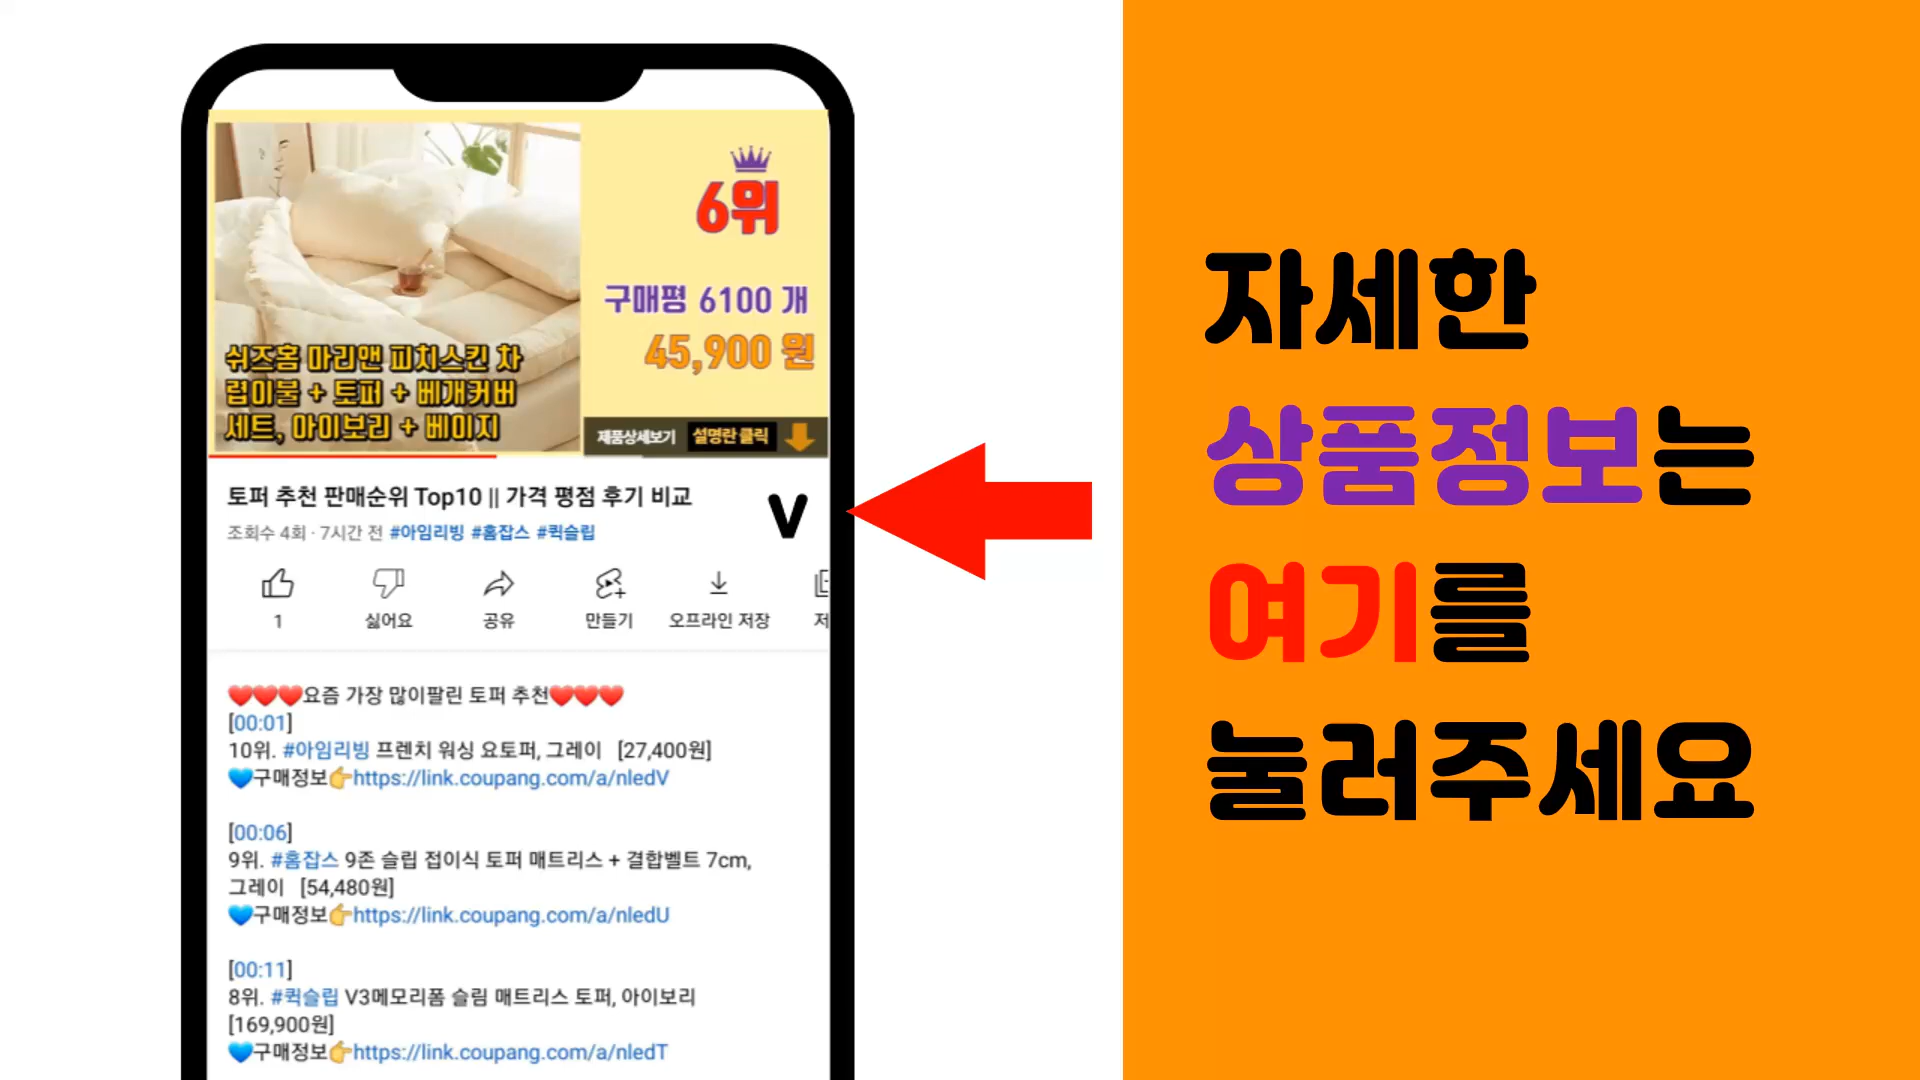 6위
구매평 6100 개
45,900 원
쉬즈홈 마리앤 피치스킨 차
렵이불 + 토퍼 + 베개커버
세트, 아이보리 + 베이지
제품상세보기 설명란 클릭
토퍼 추천 판매순위 Top10 || 가격 평점 후기 비교
V
조회수 4회 · 7시간 전 #아임리빙 #홈잡스 #퀵슬립
1 싫어요 공유 만들기 오프라인 저장 저
❤❤❤요즘 가장 많이팔린 토퍼 추천❤❤❤
[00:01]
10위. #아임리빙 프렌치 워싱 요토퍼, 그레이 [27,400원]
💙구매정보👉https://link.coupang.com/a/nledV
[00:06]
9위. #홈잡스 9존 슬립 접이식 토퍼 매트리스 + 결합벨트 7cm,
그레이 [54,480원]
💙구매정보👉https://link.coupang.com/a/nledU
[00:11]
8위. #퀵슬립 V3메모리폼 슬림 매트리스 토퍼, 아이보리
[169,900원]
💙구매정보👉https://link.coupang.com/a/nledT
자세한
상품정보는
여기를
눌러주세요